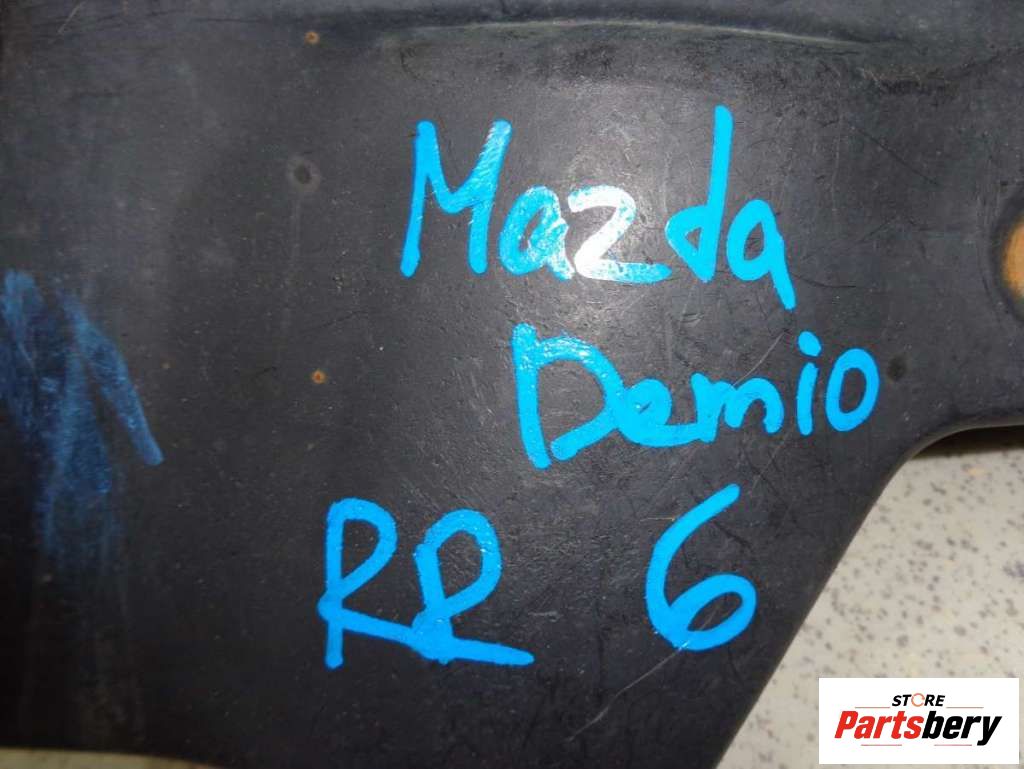 Mazda
Demio
RR 6
STORE
Partsbery